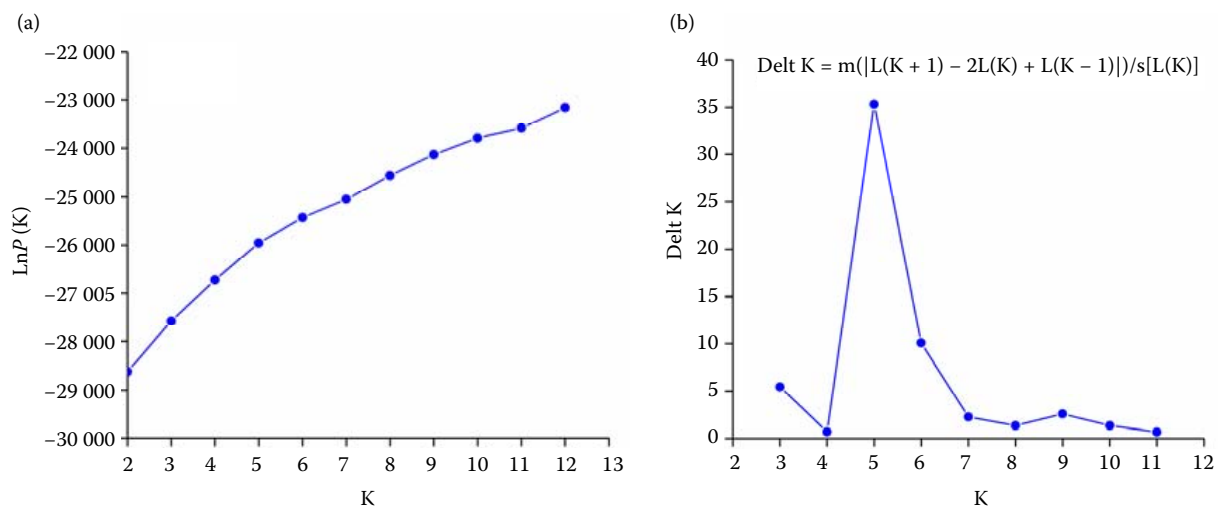 (a)
−22 000
−23 000
−24 000
−25 000
−26 000
−27 005
−28 000
−29 000
−30 000
LnP (K)
2 3 4 5 6 7 8 9 10 11 12 13
K
(b)
Delt K = m(|L(K + 1) − 2L(K) + L(K − 1)|)/s[L(K)]
40
35
30
25
20
15
10
5
0
Delt K
2 3 4 5 6 7 8 9 10 11 12
K